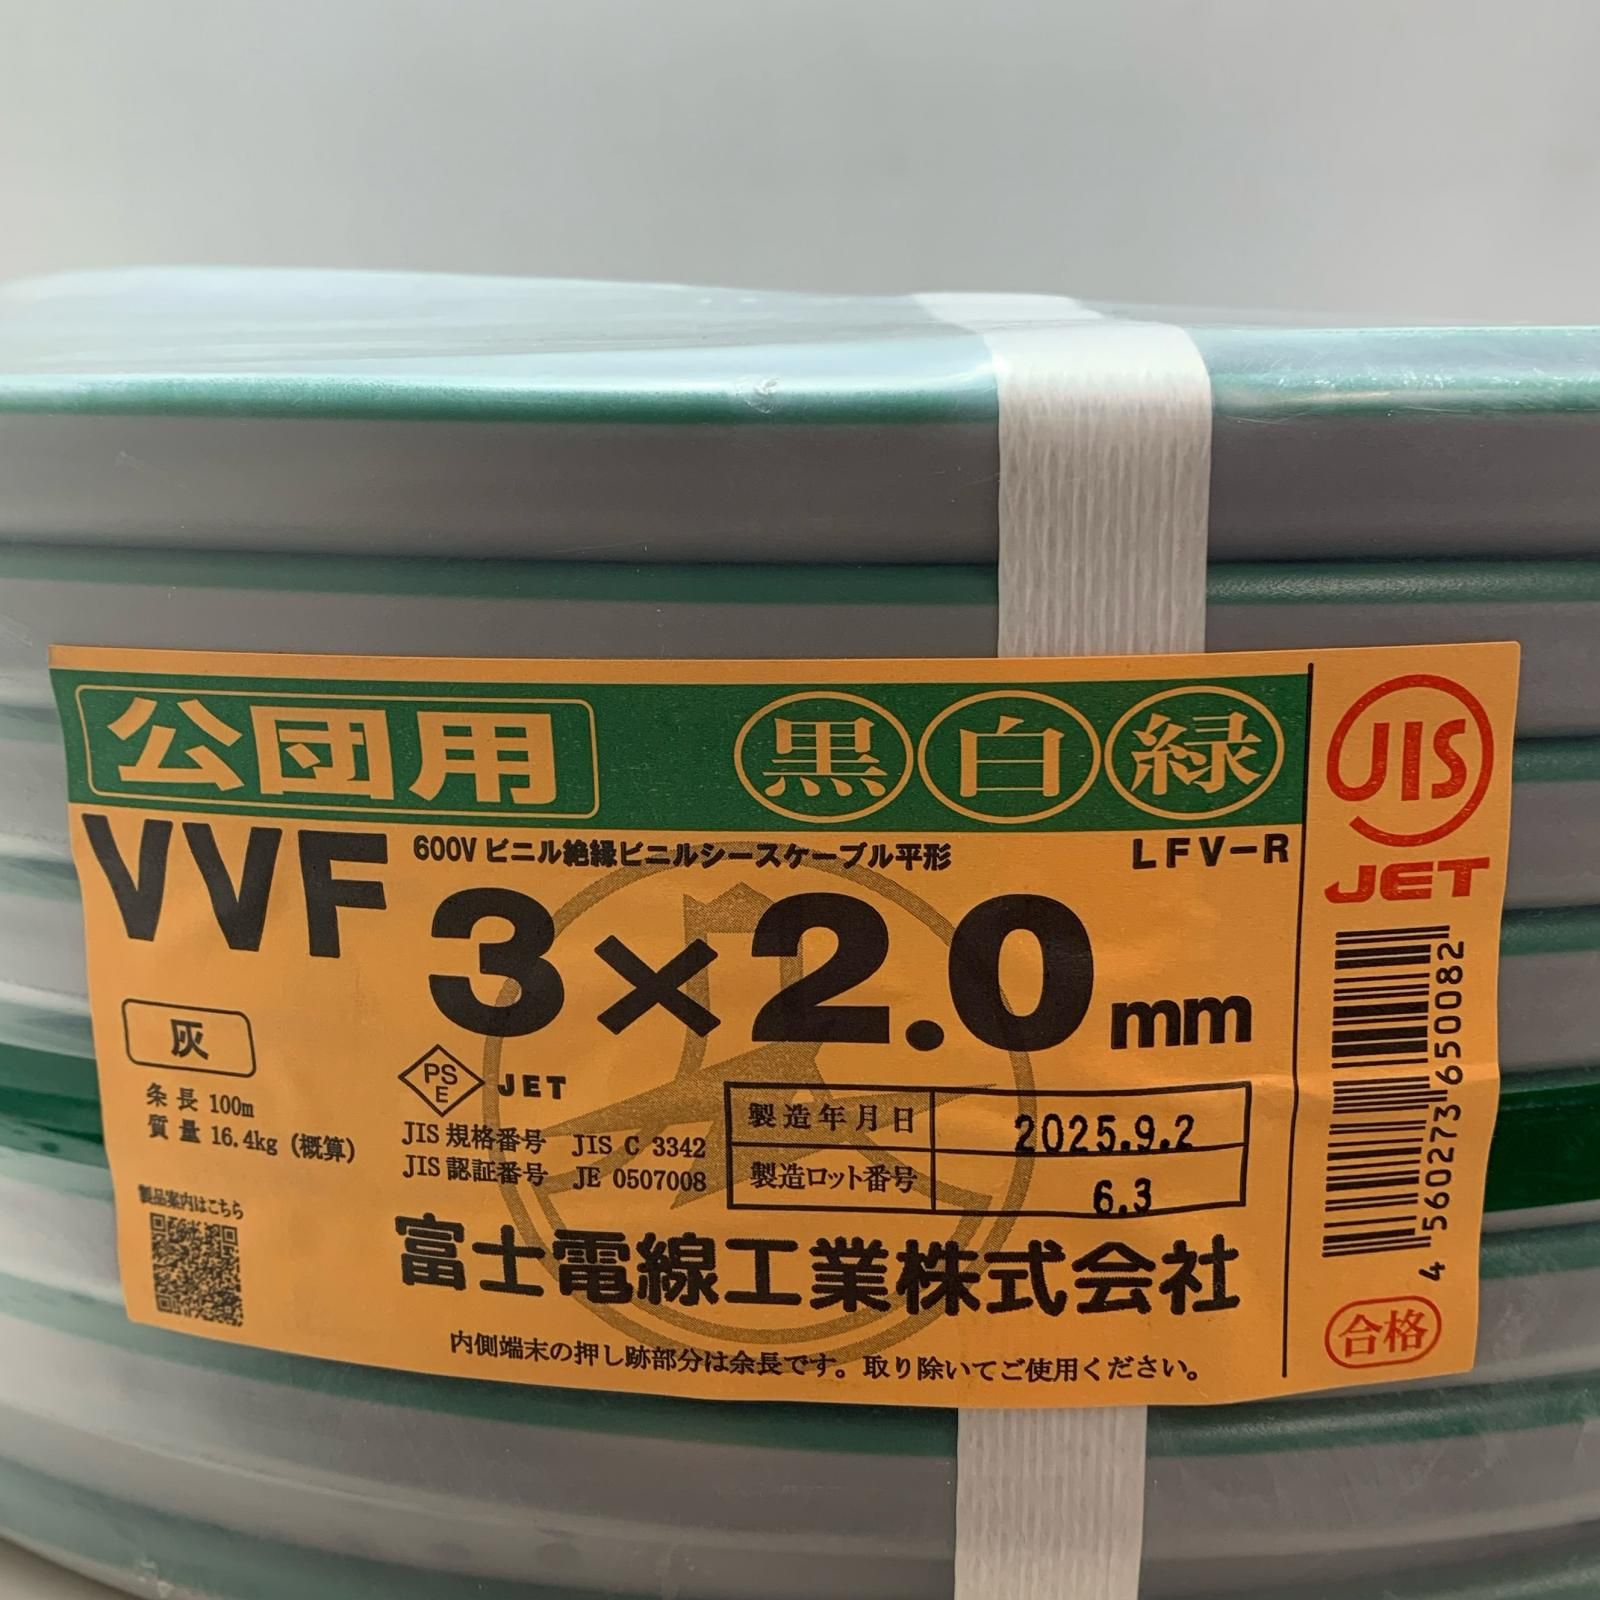 公団用 黒 白 緑
VVF 600V ビニル絶縁ビニルシースケーブル平形 LFV-R
3×2.0mm
灰
条長 100m
質量 16.4kg (概算)
製品案内はこちら
PS
E
JET
JIS 規格番号 JIS C 3342
JIS 認証番号 JE 0507008
製造年月日 2025.9.2
製造ロット番号 6.3
富士電線工業株式会社
内側端末の押し跡部分は余長です。取り除いてご使用ください。
JIS
JET
4 560273 650082
合格